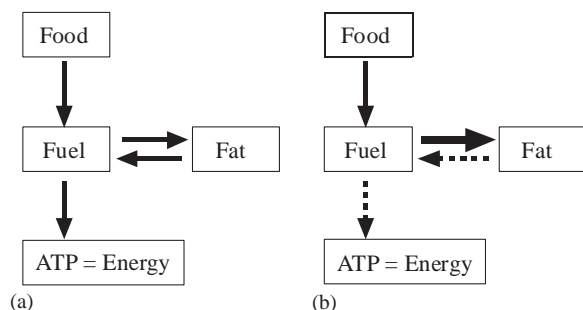 Food
Fuel
Fat
ATP = Energy
(a)
Food
Fuel
Fat
ATP = Energy
(b)